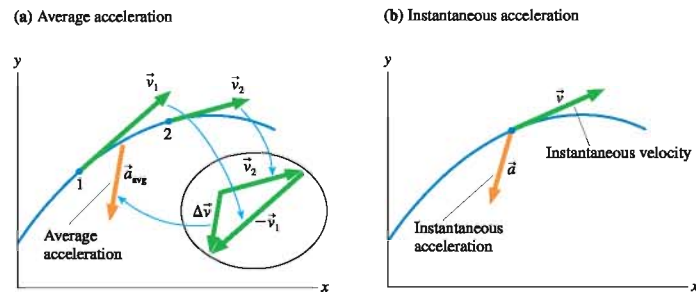 (a) Average acceleration
y
v⃗₁
v⃗₂
1
2
a⃗avg
v⃗₂
Δv⃗
−v⃗₁
Average
acceleration
x
(b) Instantaneous acceleration
y
v⃗
Instantaneous velocity
a⃗
Instantaneous
acceleration
x